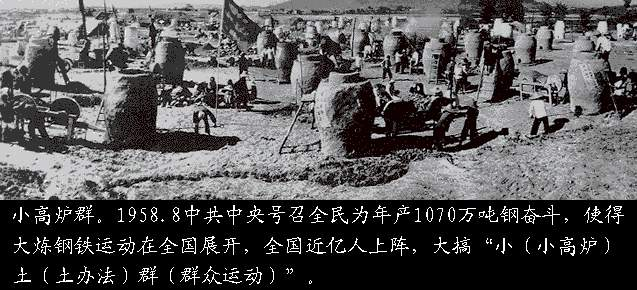 小高炉群。1958.8中共中央号召全民为年产1070万吨钢奋斗，使得
大炼钢铁运动在全国展开，全国近亿人上阵，大搞“小（小高炉）
土（土办法）群（群众运动）”。